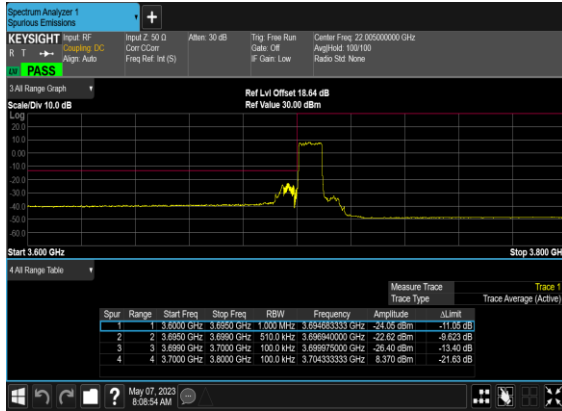 Spectrum Analyzer 1
Spurious Emissions
KEYSIGHT Input: RF Input Z: 50 Ω Atten: 30 dB Trig: Free Run Center Freq: 22.005000000 GHz
R T Coupling: DC Corr CCorr Gate: Off Avg|Hold: 100/100
Align: Auto Freq Ref: Int (S) IF Gain: Low Radio Std: None
LXI PASS
3 All Range Graph
Ref Lvl Offset 18.64 dB
Scale/Div 10.0 dB Ref Value 30.00 dBm
Log
20.0
10.0
0.00
-10.0
-20.0
-30.0
-40.0
-50.0
-60.0
Start 3.600 GHz Stop 3.800 GH
4 All Range Table
Measure Trace Trace 1
Trace Type Trace Average (Active)
Spur Range Start Freq Stop Freq RBW Frequency Amplitude ΔLimit
1 1 3.6000 GHz 3.6950 GHz 1.000 MHz 3.694683333 GHz -24.05 dBm -11.05 dB
2 2 3.6950 GHz 3.6990 GHz 510.0 kHz 3.696940000 GHz -22.62 dBm -9.623 dB
3 3 3.6990 GHz 3.7000 GHz 100.0 kHz 3.699975000 GHz -26.40 dBm -13.40 dB
4 4 3.7000 GHz 3.8000 GHz 100.0 kHz 3.704333333 GHz 8.370 dBm -21.63 dB
? May 07, 2023
8:08:54 AM